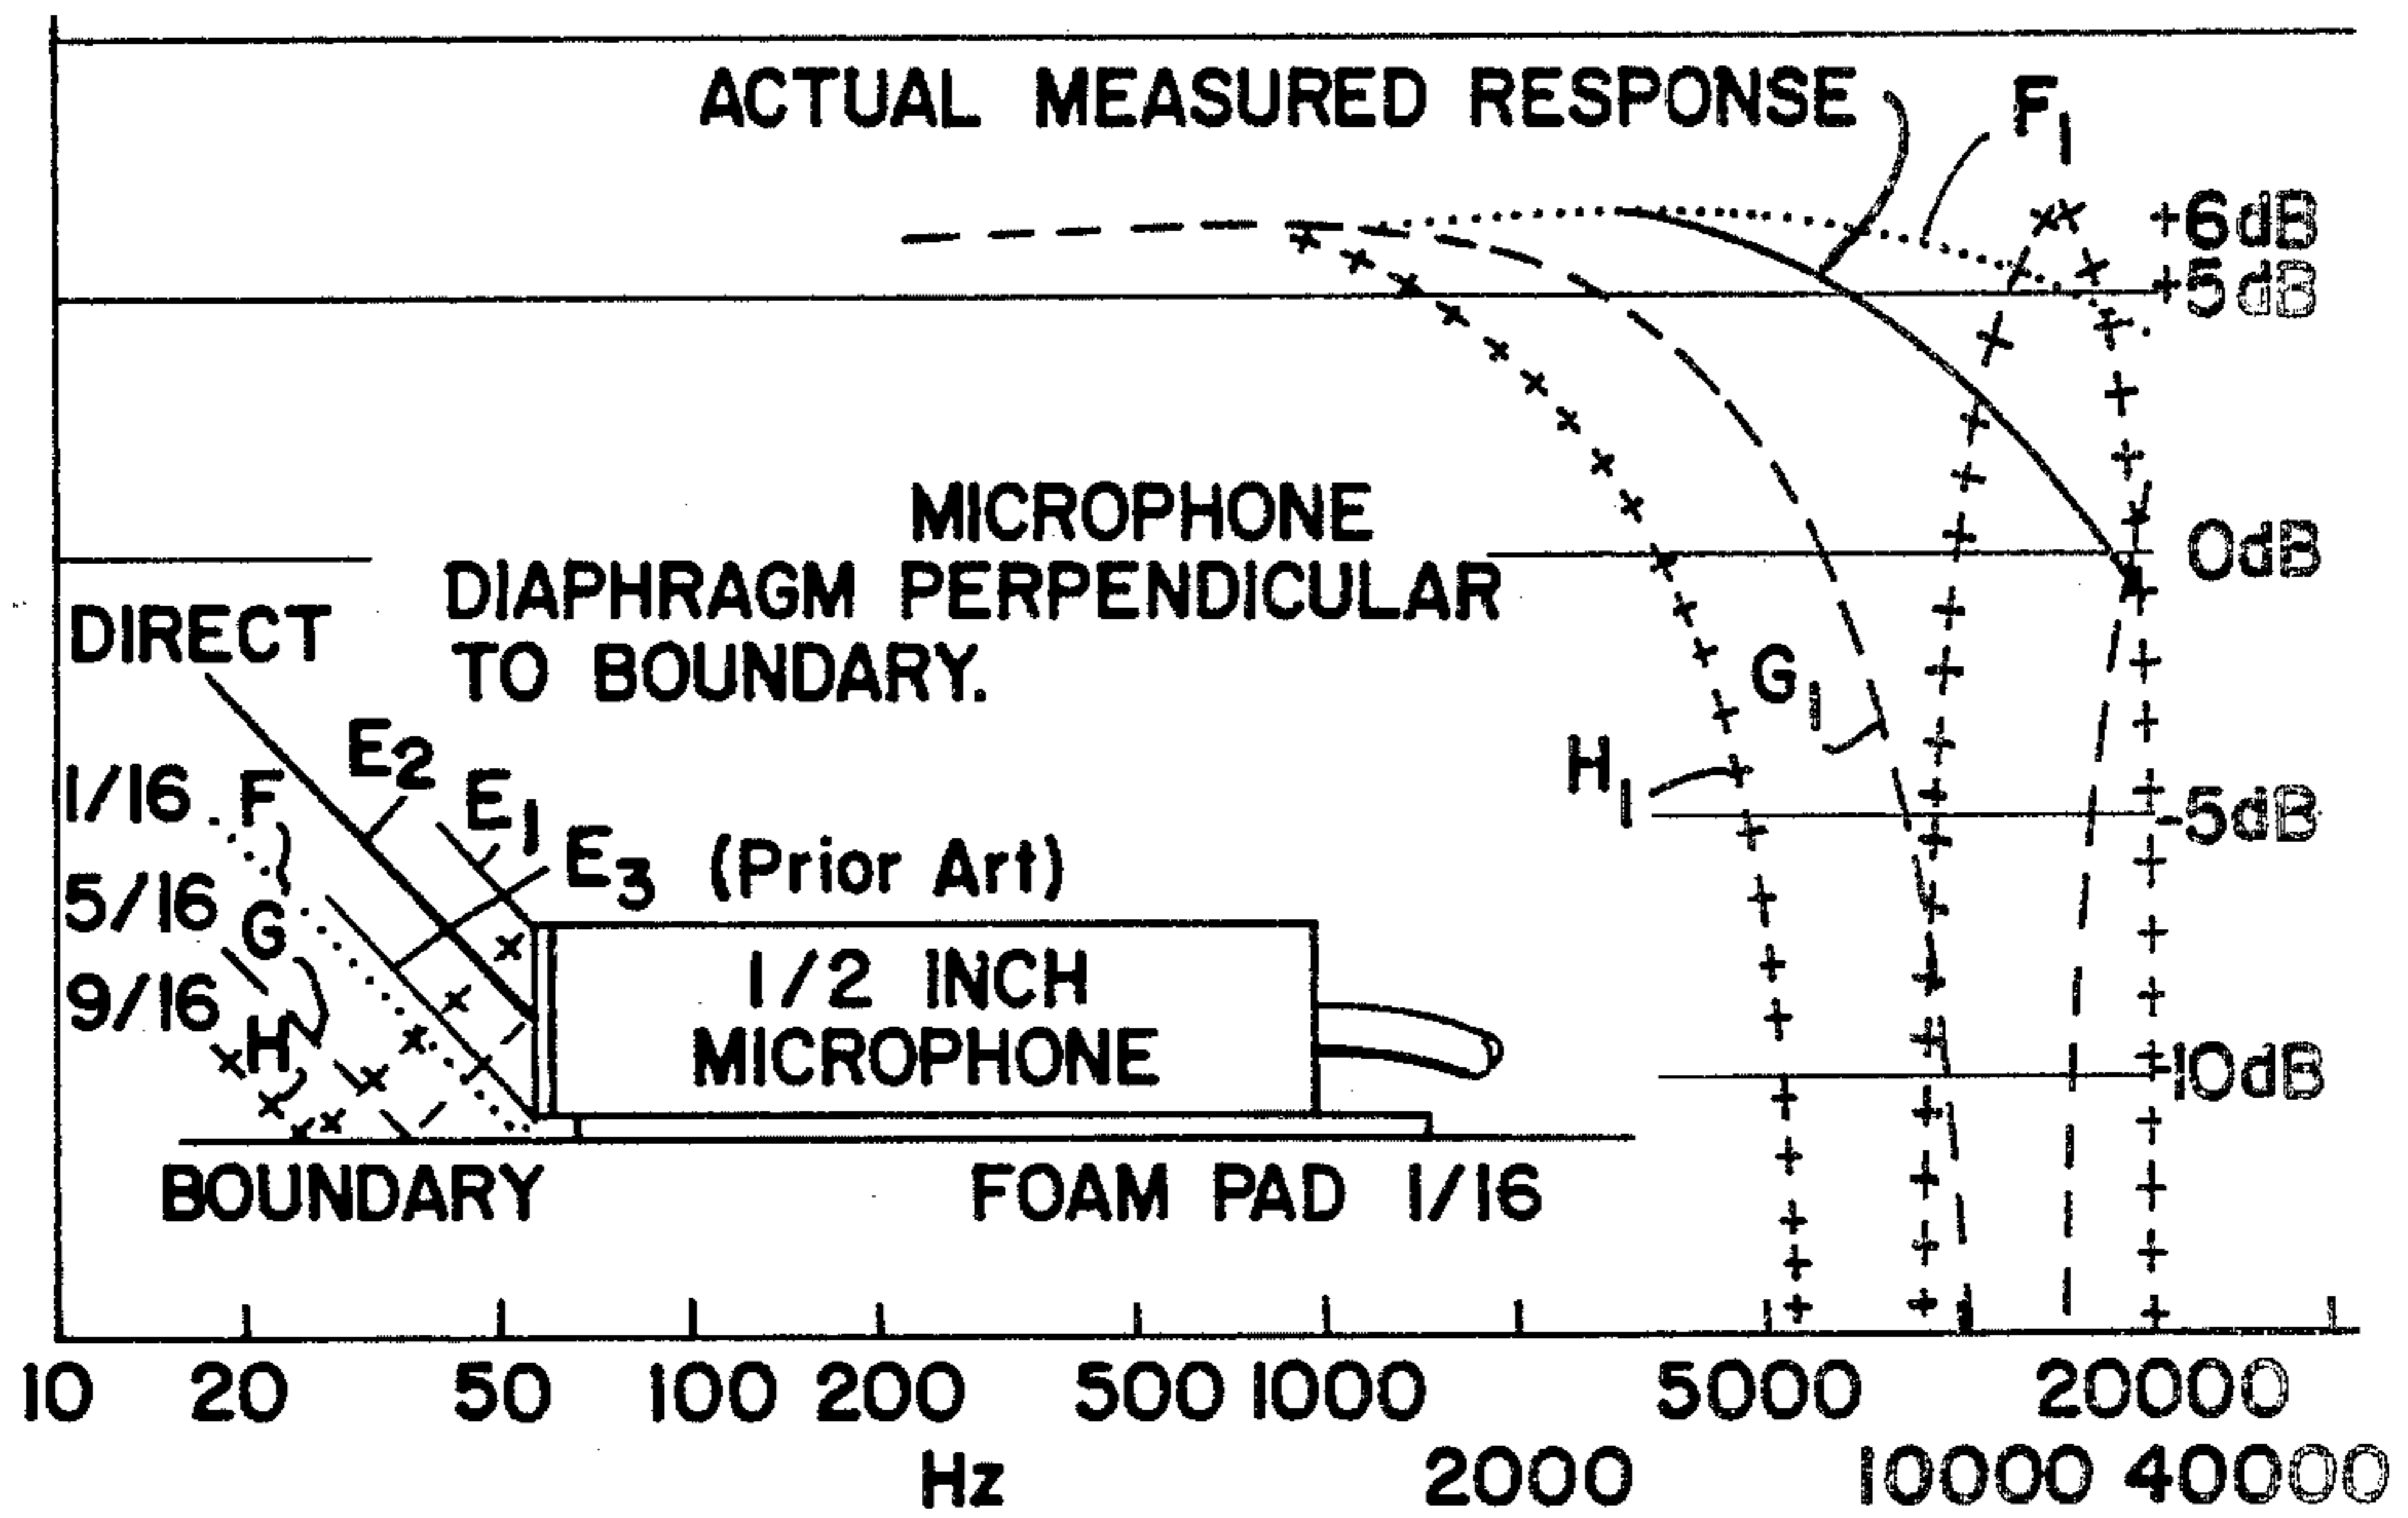 ACTUAL MEASURED RESPONSE
F1
+6dB
+5dB
MICROPHONE
DIAPHRAGM PERPENDICULAR
TO BOUNDARY.
0dB
DIRECT
E2
E1
E3 (Prior Art)
1/16 F
5/16 G
9/16 H
G1
H1
-5dB
1/2 INCH
MICROPHONE
-10dB
BOUNDARY
FOAM PAD 1/16
10 20 50 100 200 500 1000 5000 20000
Hz 2000 10000 40000